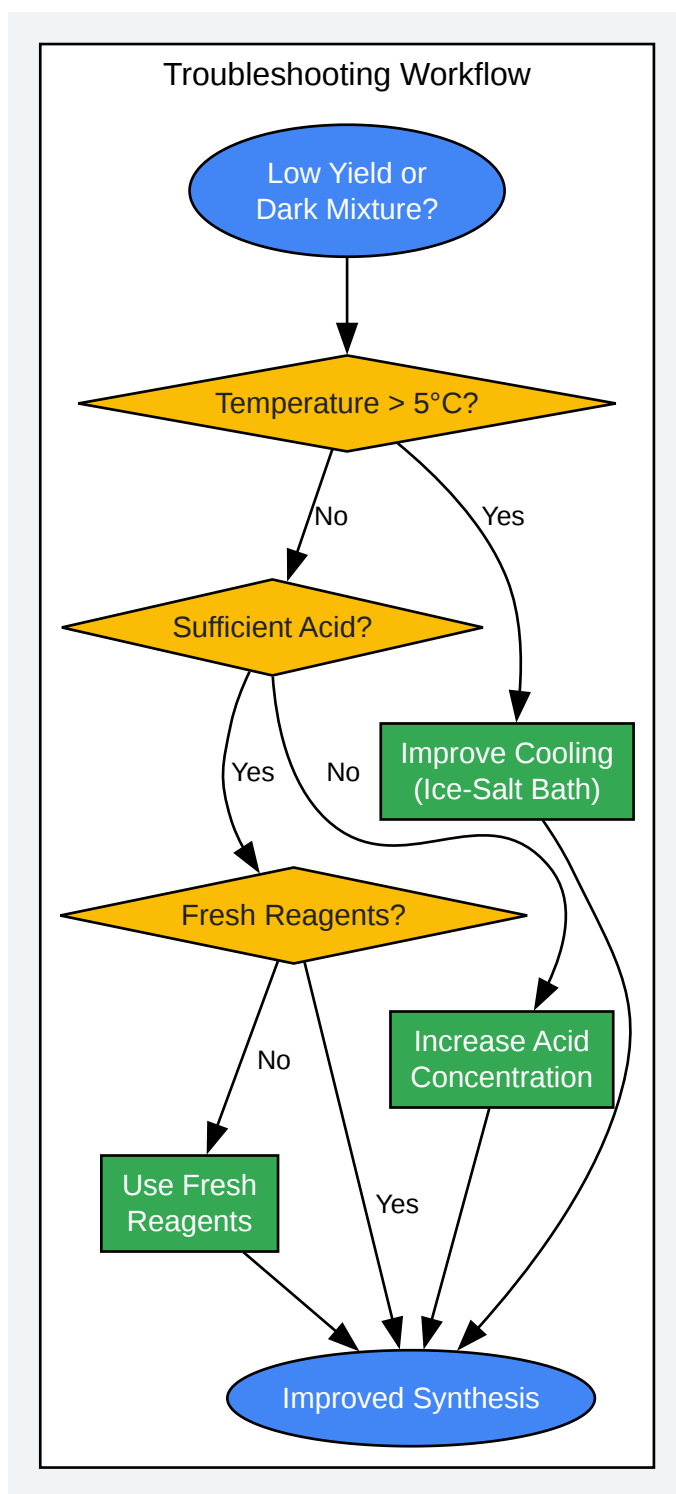 Troubleshooting Workflow
Low Yield or
Dark Mixture?
Temperature > 5°C?
No
Yes
Sufficient Acid?
Improve Cooling
(Ice-Salt Bath)
Yes
No
Fresh Reagents?
Increase Acid
Concentration
No
Use Fresh
Reagents
Yes
Improved Synthesis